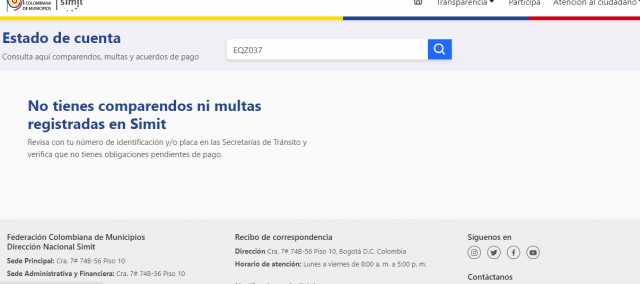 COLOMBIANA
DE MUNICIPIOS
simit
Transparencia
Participa
Atención al ciudadano
Estado de cuenta
Consulta aquí comparendos, multas y acuerdos de pago
EQZ037
No tienes comparendos ni multas
registradas en Simit
Revisa con tu número de identificación y/o placa en las Secretarías de Tránsito y
verifica que no tienes obligaciones pendientes de pago.
Federación Colombiana de Municipios
Dirección Nacional Simit
Sede Principal: Cra. 7# 74B-56 Piso 10
Sede Administrativa y Financiera: Cra. 7# 74B-56 Piso 10
Recibo de correspondencia
Dirección Cra. 7# 74B-56 Piso 10, Bogotá D.C. Colombia
Horario de atención: Lunes a viernes de 8:00 a. m. a 5:00 p. m.
Síguenos en
Contáctanos